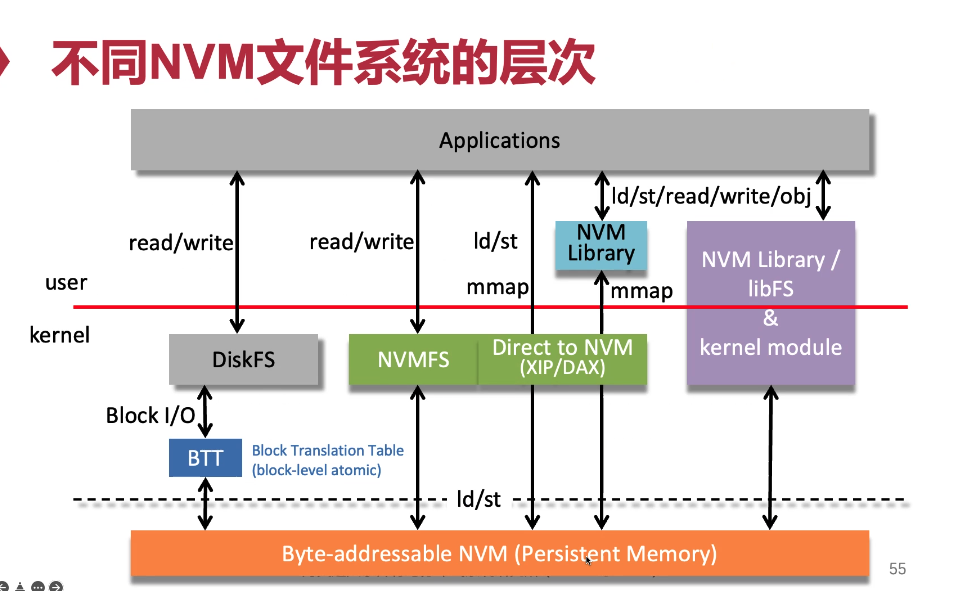 不同NVM文件系统的层次
Applications
ld/st/read/write/obj
read/write
read/write
ld/st
NVM
Library
NVM Library /
libFS
&
kernel module
mmap
mmap
user
kernel
DiskFS
NVMFS
Direct to NVM
(XIP/DAX)
Block I/O
BTT
Block Translation Table
(block-level atomic)
ld/st
Byte-addressable NVM (Persistent Memory)
55